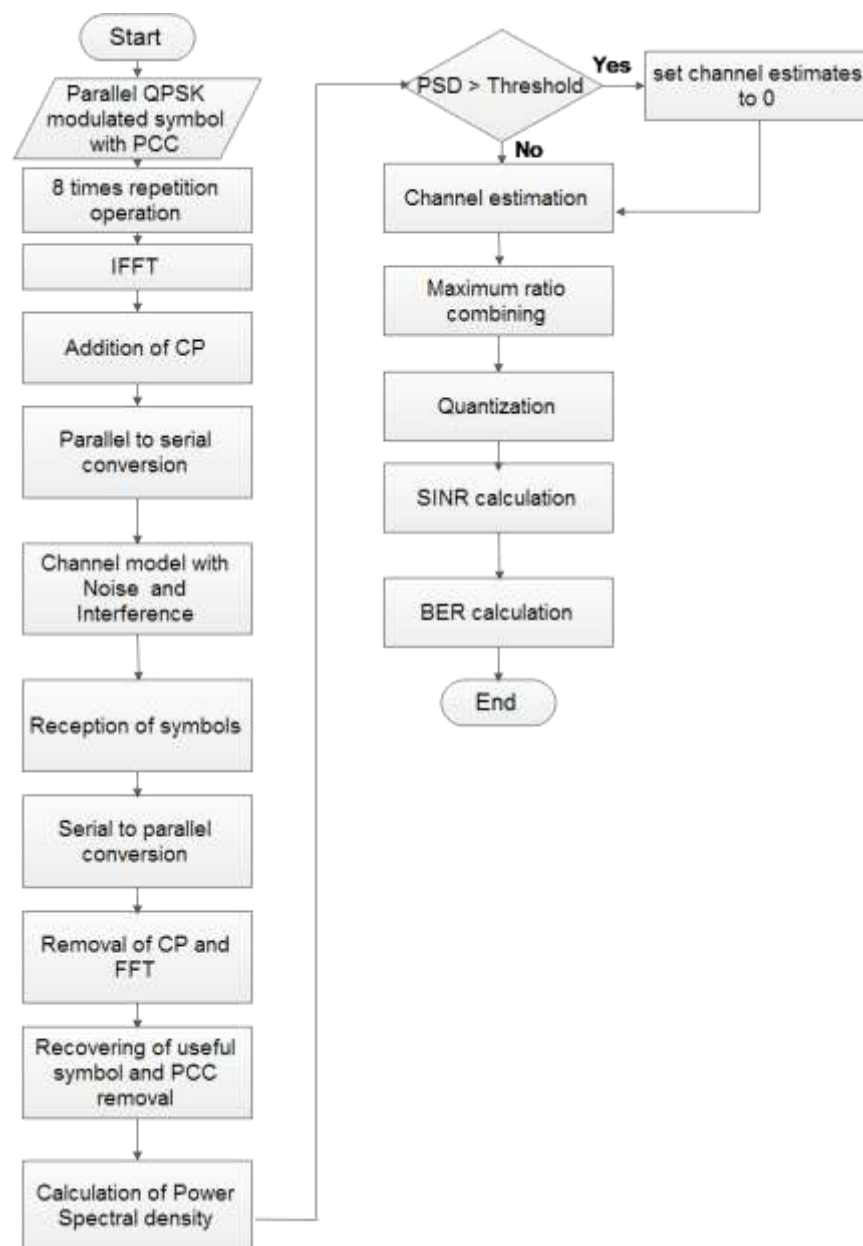 Start
Parallel QPSK
modulated symbol
with PCC
8 times repetition
operation
IFFT
Addition of CP
Parallel to serial
conversion
Channel model with
Noise and
Interference
Reception of symbols
Serial to parallel
conversion
Removal of CP and
FFT
Recovering of useful
symbol and PCC
removal
Calculation of Power
Spectral density
PSD > Threshold
Yes
set channel estimates
to 0
No
Channel estimation
Maximum ratio
combining
Quantization
SINR calculation
BER calculation
End